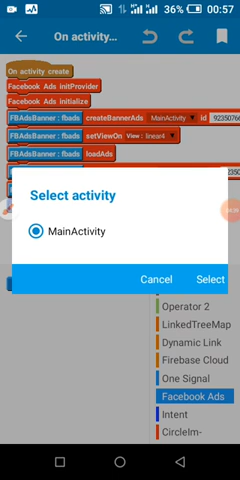 36% 00:57
On activity...
On activity create
Facebook Ads initProvider
Facebook Ads initialize
FBAdsBanner : fbads createBannerAds MainActivity id 9235076
FBAdsBanner : fbads setViewOn View : linear4
FBAdsBanner : fbads loadAds
Select activity
MainActivity
Cancel Select
Operator 2
LinkedTreeMap
Dynamic Link
Firebase Cloud
One Signal
Facebook Ads
Intent
CircleIm-